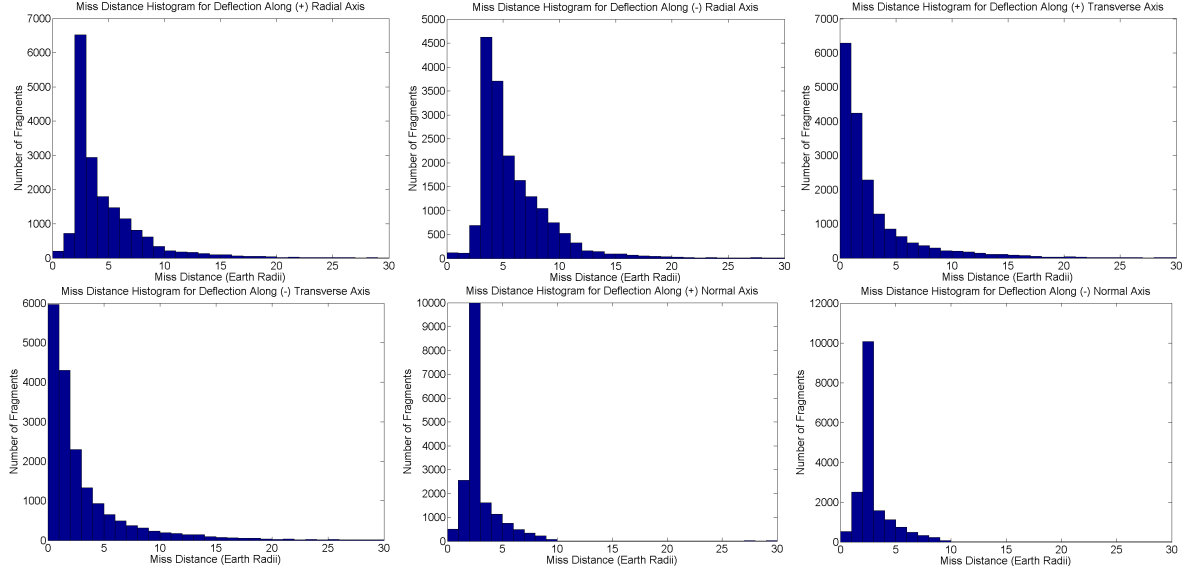 Miss Distance Histogram for Deflection Along (+) Radial Axis
7000
6000
5000
4000
3000
2000
1000
0
Number of Fragments
0 5 10 15 20 25 30
Miss Distance (Earth Radii)
Miss Distance Histogram for Deflection Along (-) Radial Axis
5000
4500
4000
3500
3000
2500
2000
1500
1000
500
0
Number of Fragments
0 5 10 15 20 25 30
Miss Distance (Earth Radii)
Miss Distance Histogram for Deflection Along (+) Transverse Axis
7000
6000
5000
4000
3000
2000
1000
0
Number of Fragments
0 5 10 15 20 25 30
Miss Distance (Earth Radii)
Miss Distance Histogram for Deflection Along (-) Transverse Axis
6000
5000
4000
3000
2000
1000
0
Number of Fragments
0 5 10 15 20 25 30
Miss Distance (Earth Radii)
Miss Distance Histogram for Deflection Along (+) Normal Axis
10000
9000
8000
7000
6000
5000
4000
3000
2000
1000
0
Number of Fragments
0 5 10 15 20 25 30
Miss Distance (Earth Radii)
Miss Distance Histogram for Deflection Along (-) Normal Axis
12000
10000
8000
6000
4000
2000
0
Number of Fragments
0 5 10 15 20 25 30
Miss Distance (Earth Radii)